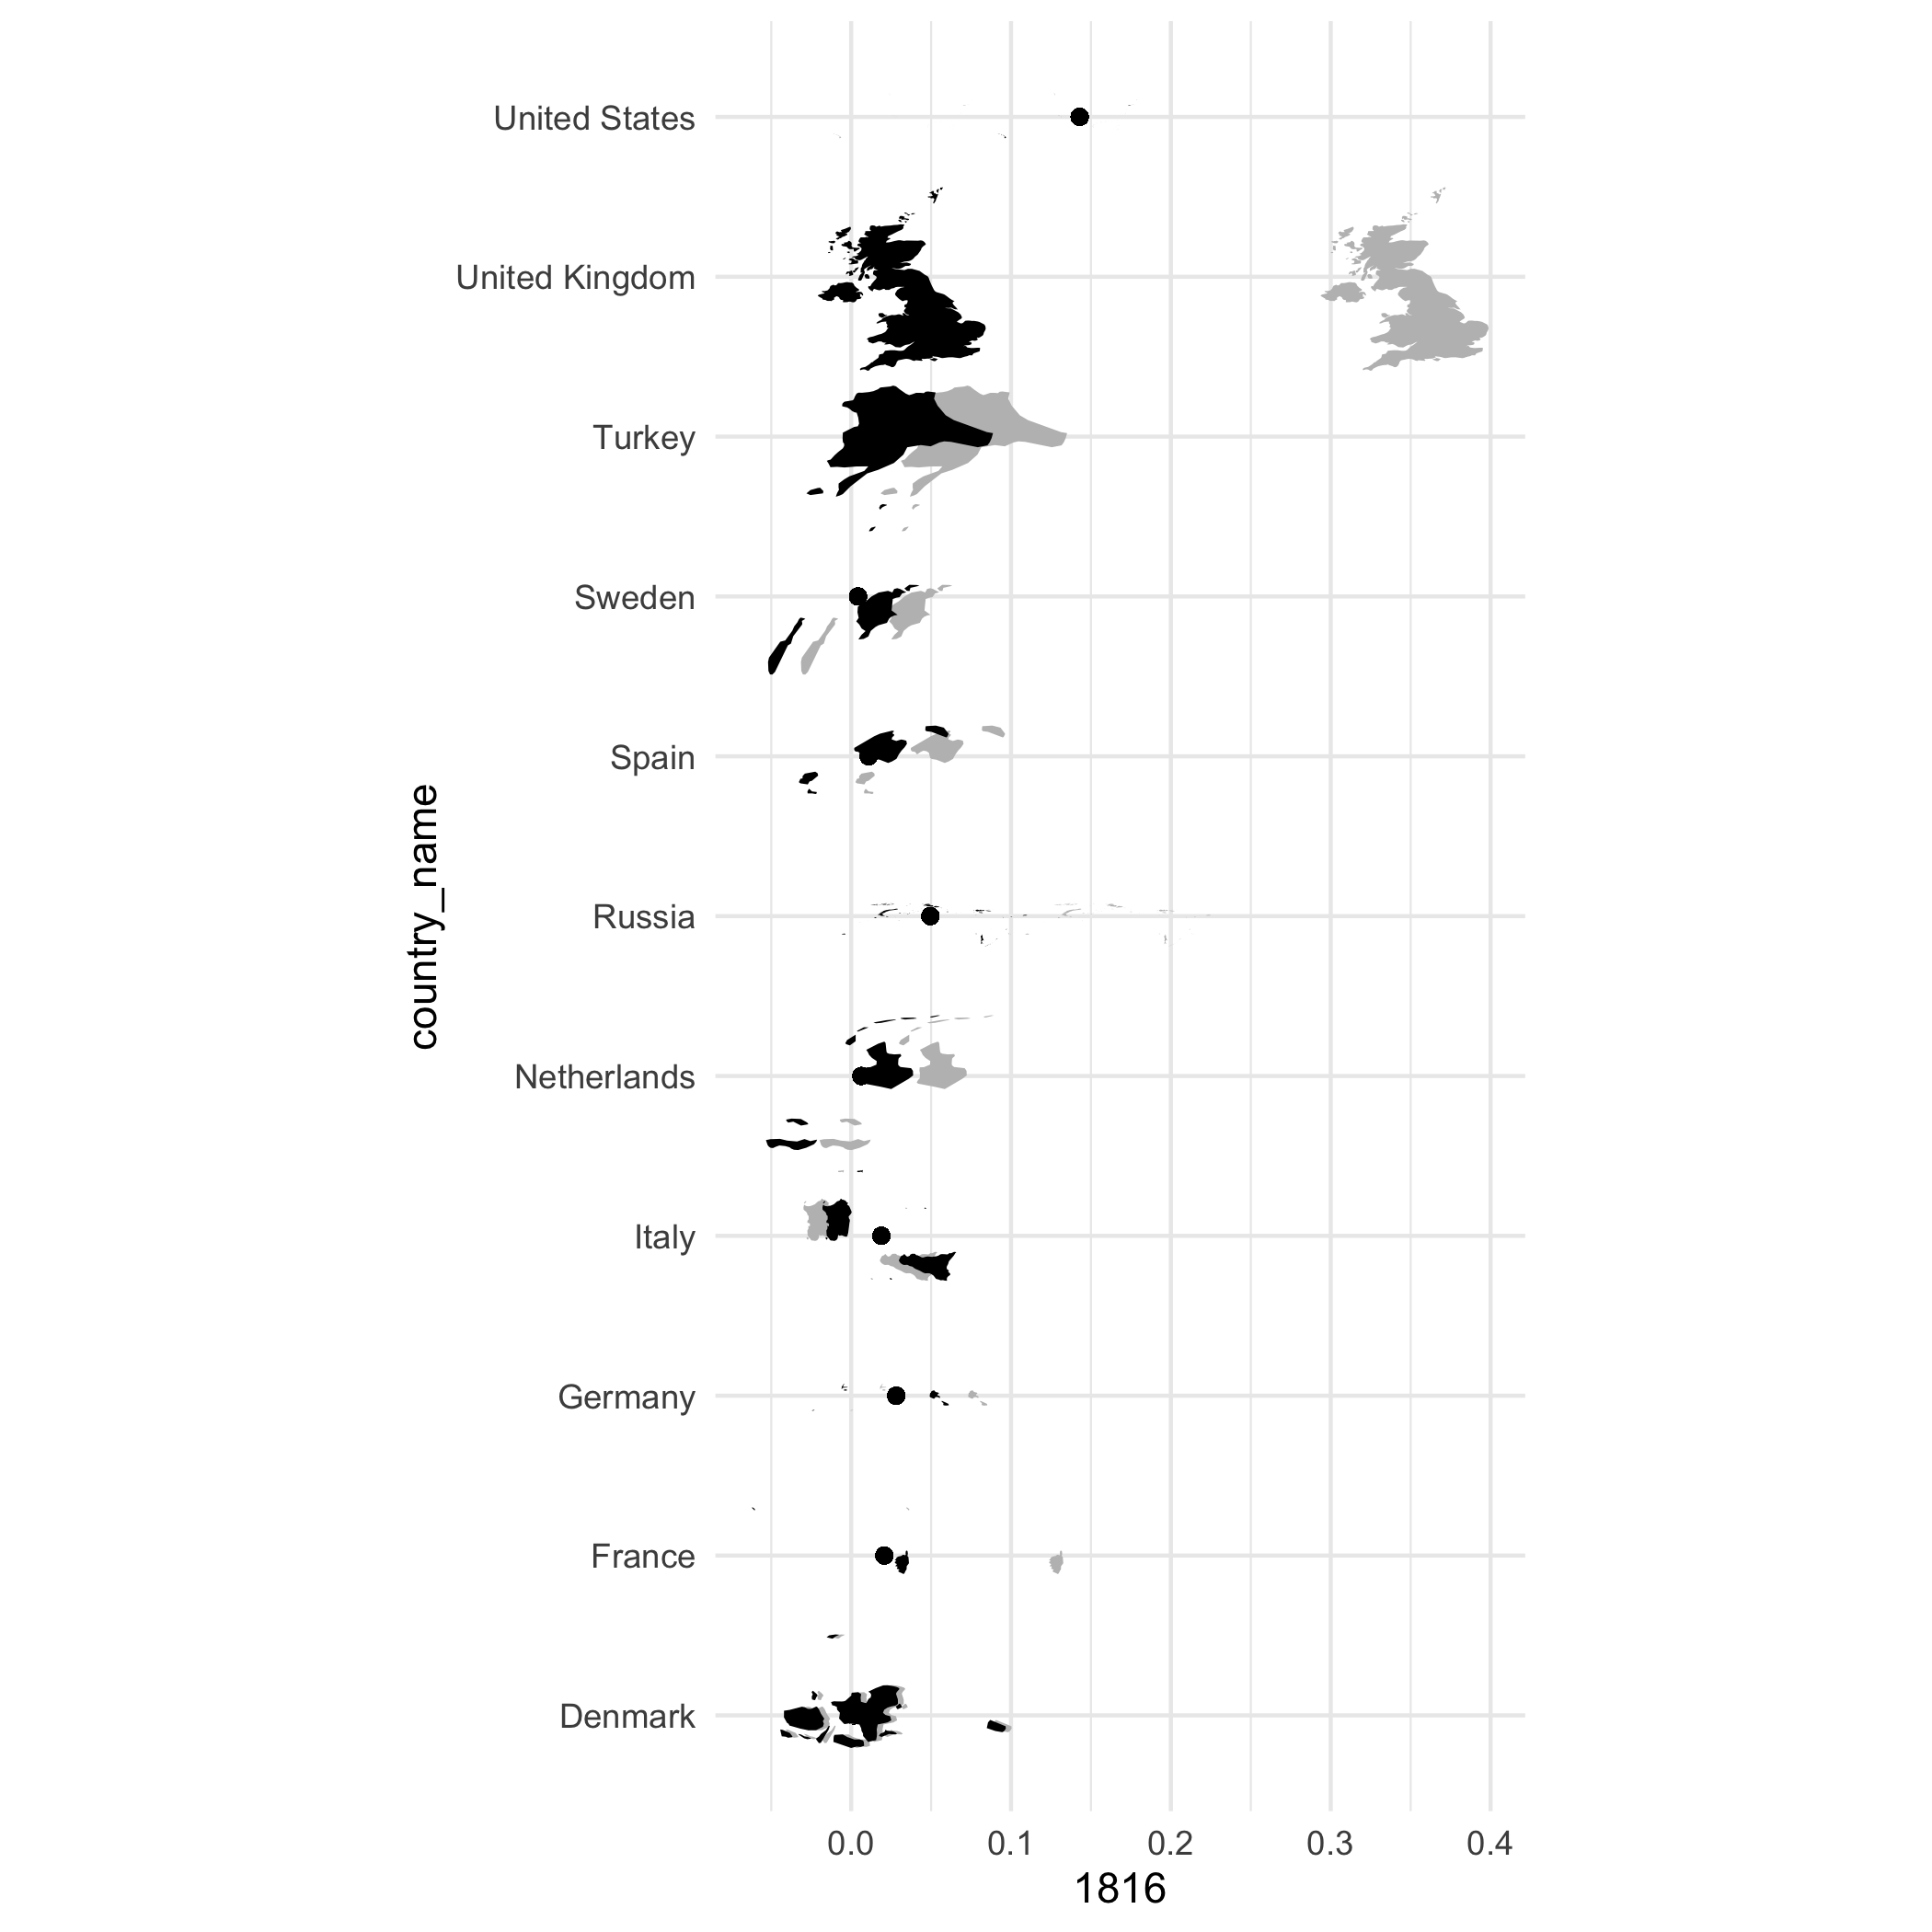 United States
United Kingdom
Turkey
Sweden
Spain
Russia
Netherlands
Italy
Germany
France
Denmark
country_name
0.0 0.1 0.2 0.3 0.4
1816